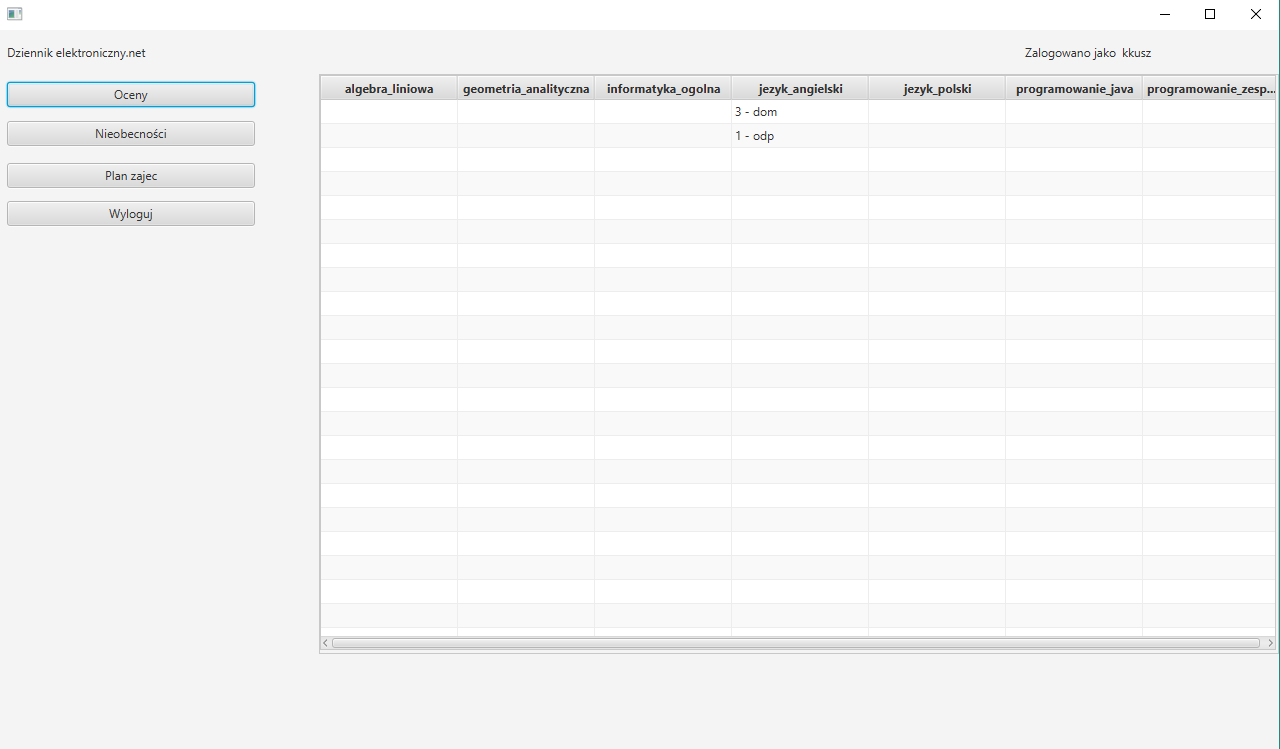 Dziennik elektroniczny.net
Zalogowano jako kkusz
Oceny
Nieobecności
Plan zajec
Wyloguj
algebra_liniowa geometria_analityczna informatyka_ogolna jezyk_angielski jezyk_polski programowanie_java programowanie_zesp...
3 - dom
1 - odp